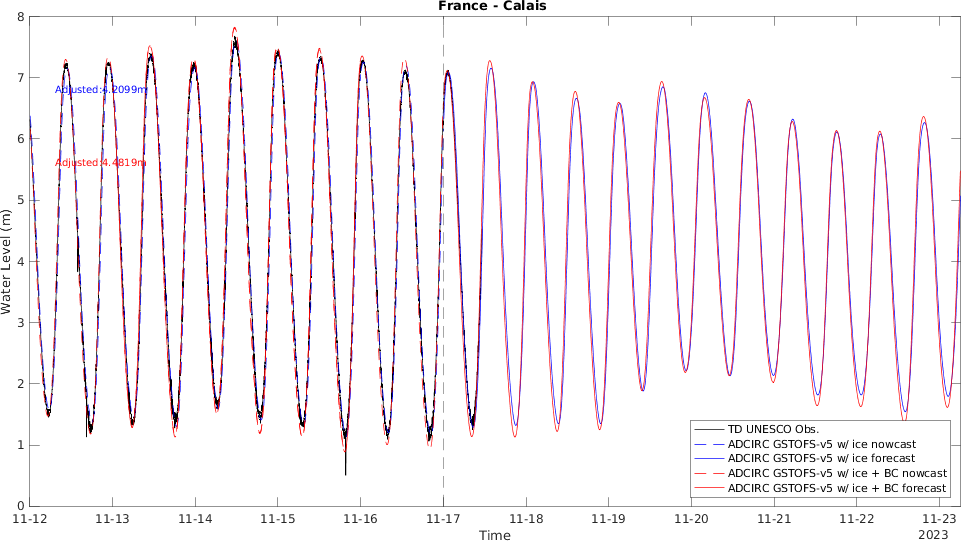 France - Calais
8
7
6
5
4
3
2
1
0
Water Level (m)
Adjusted:4.2099m
Adjusted:4.4819m
TD UNESCO Obs.
ADCIRC GSTOFS-v5 w/ ice nowcast
ADCIRC GSTOFS-v5 w/ ice forecast
ADCIRC GSTOFS-v5 w/ ice + BC nowcast
ADCIRC GSTOFS-v5 w/ ice + BC forecast
11-12 11-13 11-14 11-15 11-16 11-17 11-18 11-19 11-20 11-21 11-22 11-23
Time
2023